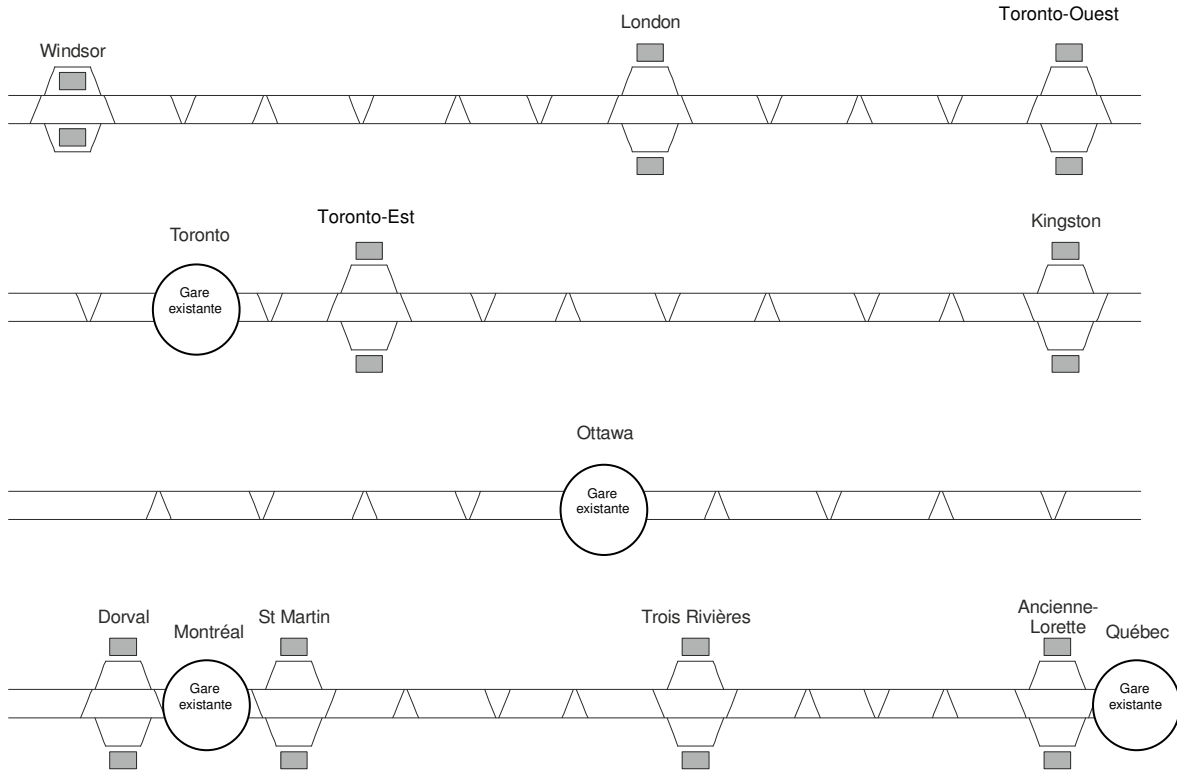 Windsor
London
Toronto-Ouest
Toronto
Toronto-Est
Kingston
Gare
existante
Ottawa
Gare
existante
Dorval
Montréal
St Martin
Trois Rivières
Ancienne-
Lorette
Québec
Gare
existante
Gare
existante